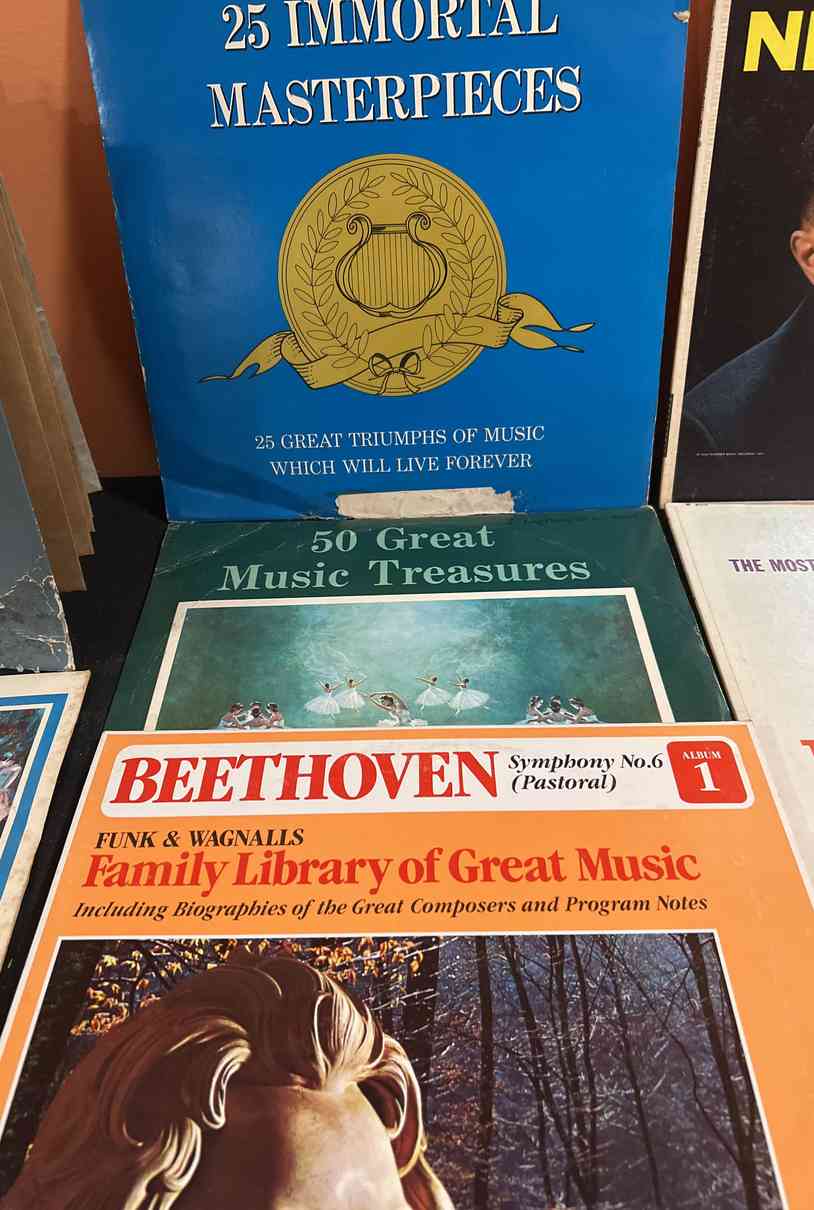 25 IMMORTAL
MASTERPIECES
25 GREAT TRIUMPHS OF MUSIC
WHICH WILL LIVE FOREVER
50 Great
Music Treasures
THE MOST
BEETHOVEN
Symphony No.6
(Pastoral)
ALBUM
1
FUNK & WAGNALLS
Family Library of Great Music
Including Biographies of the Great Composers and Program Notes